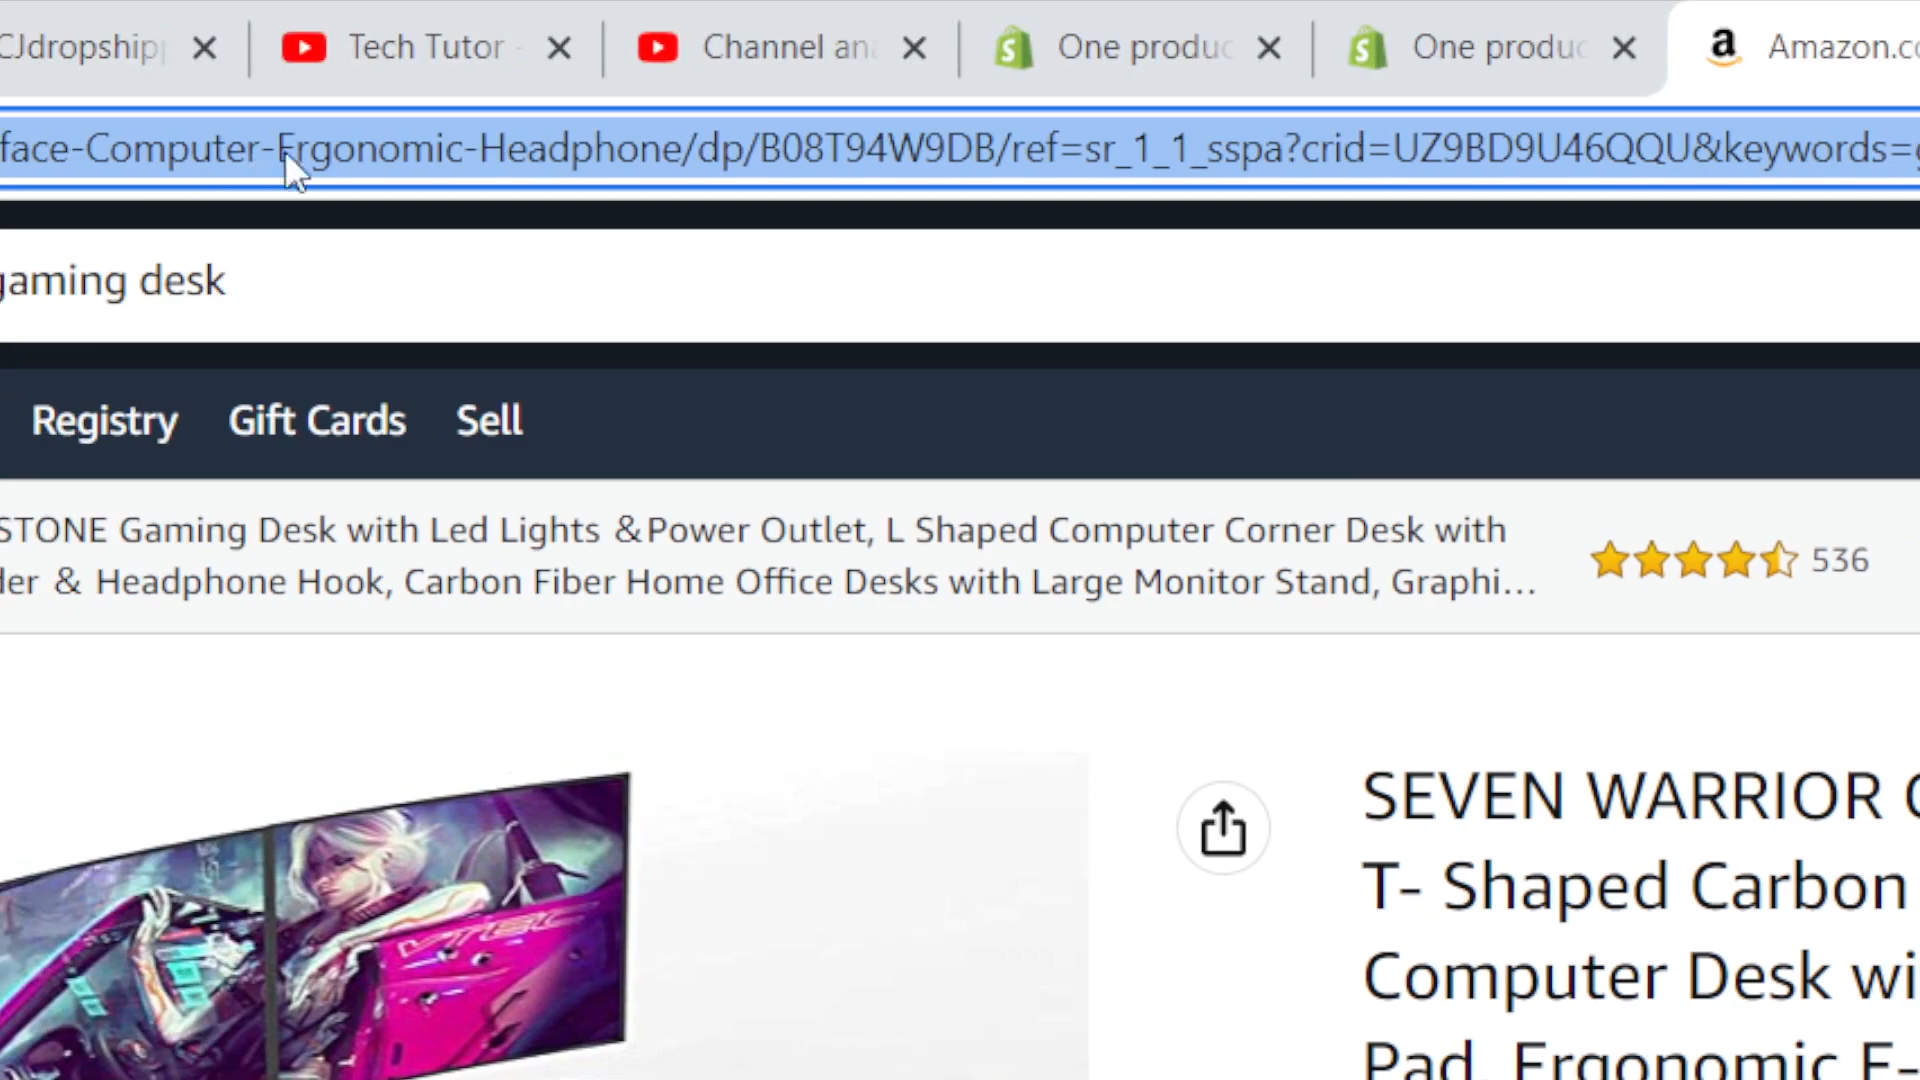 CJdropship
Tech Tutor -
Channel an
One produc
One produc
Amazon.co
face-Computer-Ergonomic-Headphone/dp/B08T94W9DB/ref=sr_1_1_sspa?crid=UZ9BD9U46QQU&keywords=g
gaming desk
Registry Gift Cards Sell
STONE Gaming Desk with Led Lights &Power Outlet, L Shaped Computer Corner Desk with
der & Headphone Hook, Carbon Fiber Home Office Desks with Large Monitor Stand, Graphi...
536
SEVEN WARRIOR
T- Shaped Carbon
Computer Desk wi
Pad, Ergonomic E-